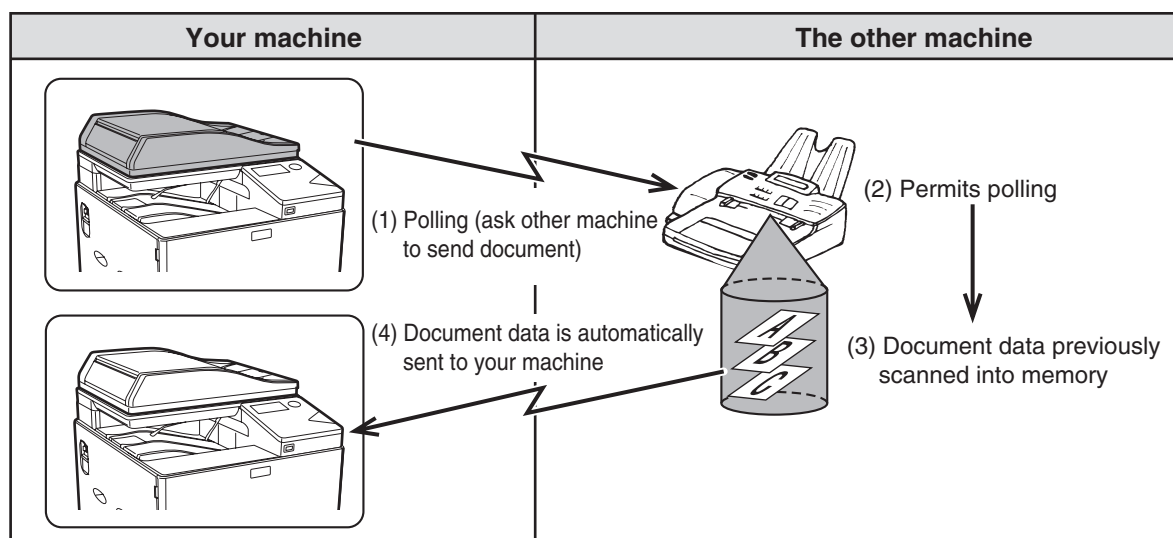 Your machine
The other machine
(1) Polling (ask other machine
to send document)
(2) Permits polling
(3) Document data previously
scanned into memory
(4) Document data is automatically
sent to your machine
A
B
C